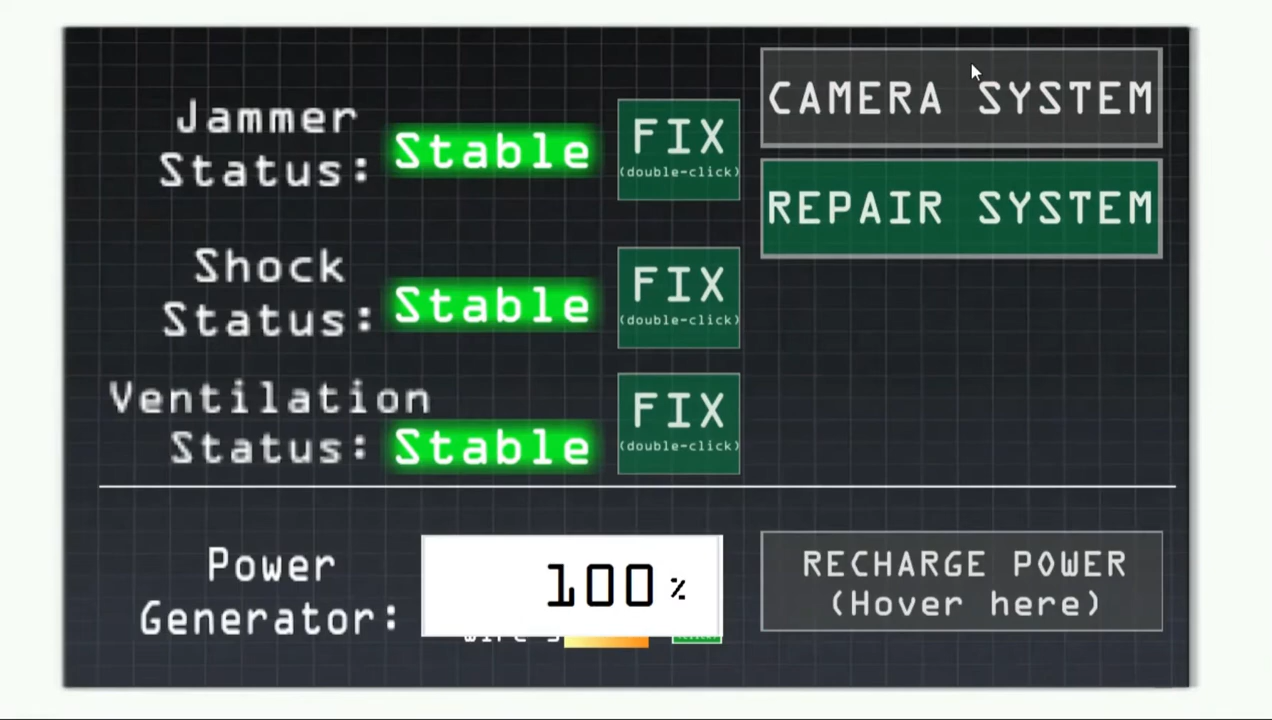 Jammer
Status:
Stable
FIX
(double-click)
CAMERA SYSTEM
REPAIR SYSTEM
Shock
Status:
Stable
FIX
(double-click)
Ventilation
Status:
Stable
FIX
(double-click)
Power
Generator:
100%
RECHARGE POWER
(Hover here)